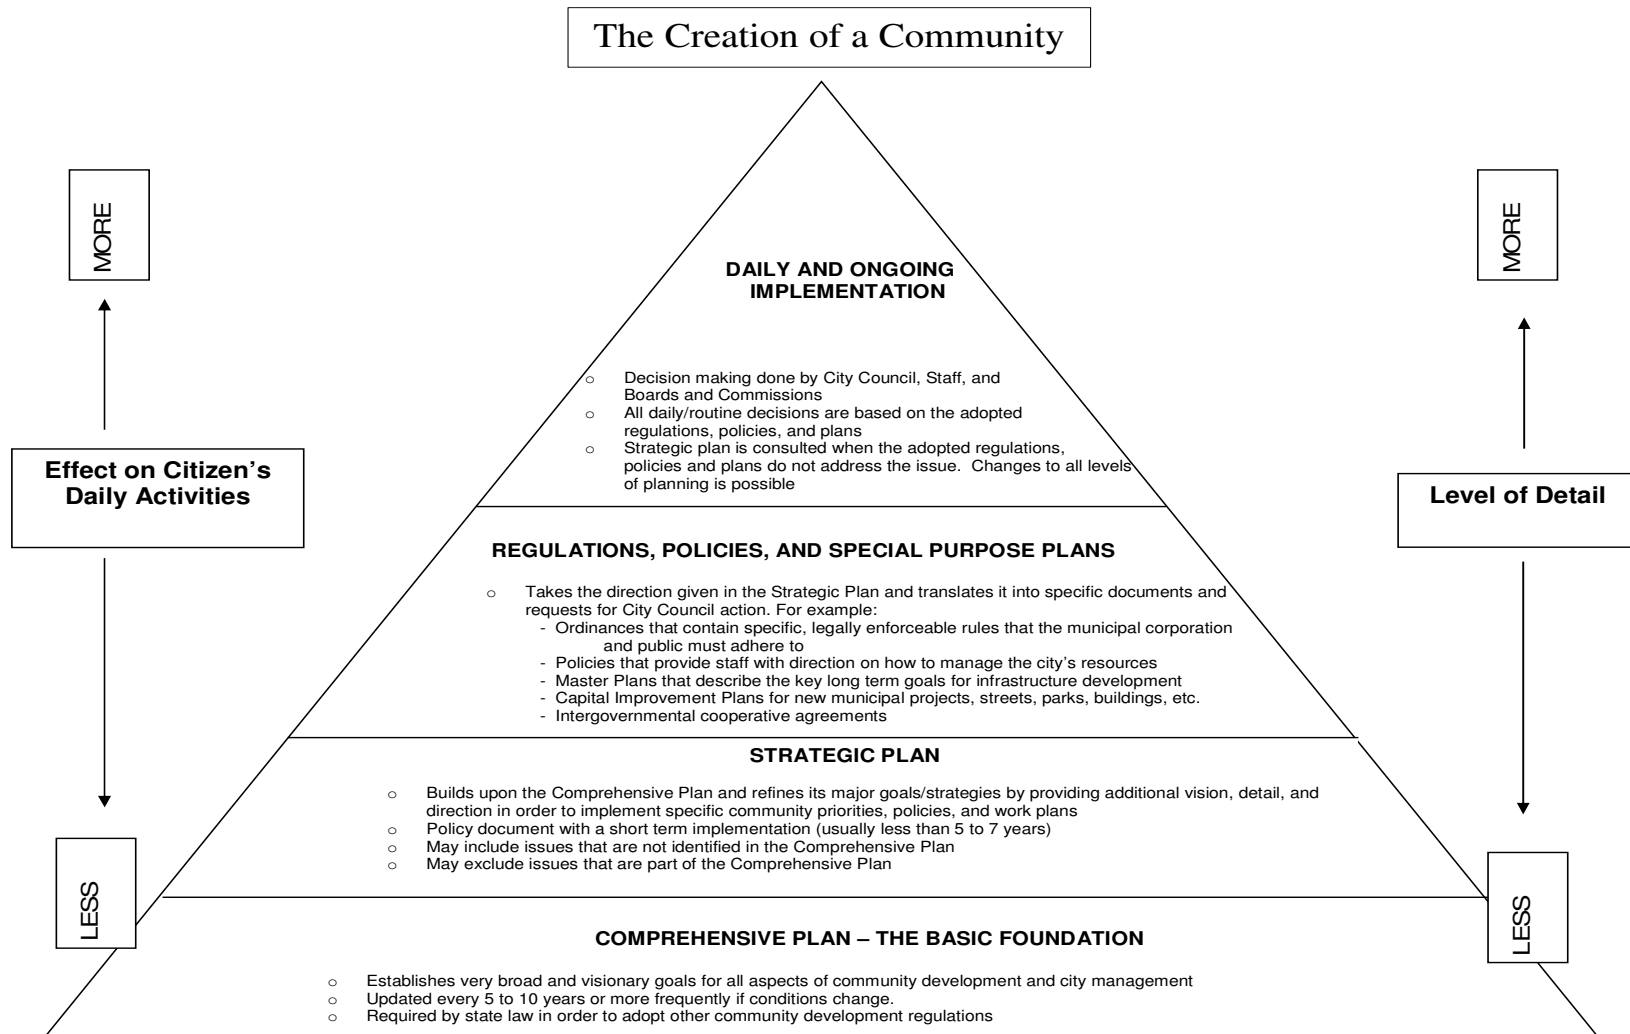 The Creation of a Community
MORE
MORE
DAILY AND ONGOING
IMPLEMENTATION
o Decision making done by City Council, Staff, and
Boards and Commissions
o All daily/routine decisions are based on the adopted
regulations, policies, and plans
o Strategic plan is consulted when the adopted regulations,
policies and plans do not address the issue. Changes to all levels
of planning is possible
Effect on Citizen's
Daily Activities
Level of Detail
REGULATIONS, POLICIES, AND SPECIAL PURPOSE PLANS
o Takes the direction given in the Strategic Plan and translates it into specific documents and
requests for City Council action. For example:
- Ordinances that contain specific, legally enforceable rules that the municipal corporation
and public must adhere to
- Policies that provide staff with direction on how to manage the city's resources
- Master Plans that describe the key long term goals for infrastructure development
- Capital Improvement Plans for new municipal projects, streets, parks, buildings, etc.
- Intergovernmental cooperative agreements
STRATEGIC PLAN
o Builds upon the Comprehensive Plan and refines its major goals/strategies by providing additional vision, detail, and
direction in order to implement specific community priorities, policies, and work plans
o Policy document with a short term implementation (usually less than 5 to 7 years)
o May include issues that are not identified in the Comprehensive Plan
o May exclude issues that are part of the Comprehensive Plan
LESS
LESS
COMPREHENSIVE PLAN – THE BASIC FOUNDATION
o Establishes very broad and visionary goals for all aspects of community development and city management
o Updated every 5 to 10 years or more frequently if conditions change.
o Required by state law in order to adopt other community development regulations